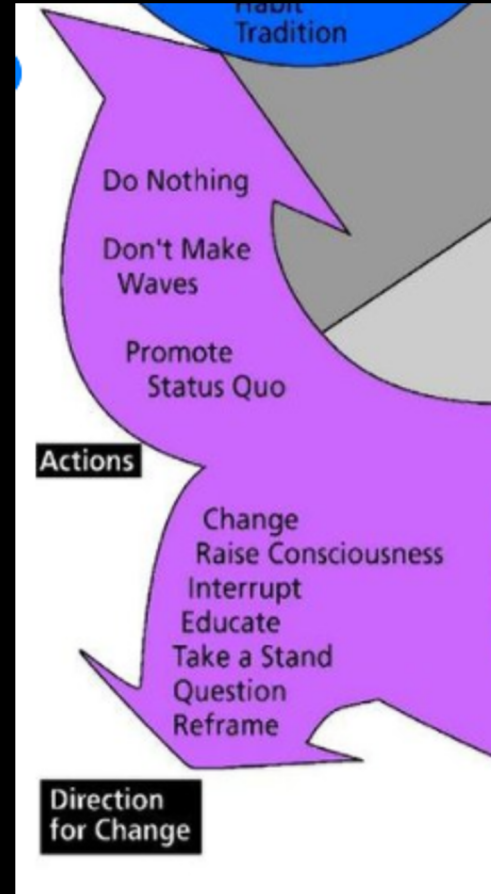 Habit
Tradition
Do Nothing
Don't Make
Waves
Promote
Status Quo
Actions
Change
Raise Consciousness
Interrupt
Educate
Take a Stand
Question
Reframe
Direction
for Change